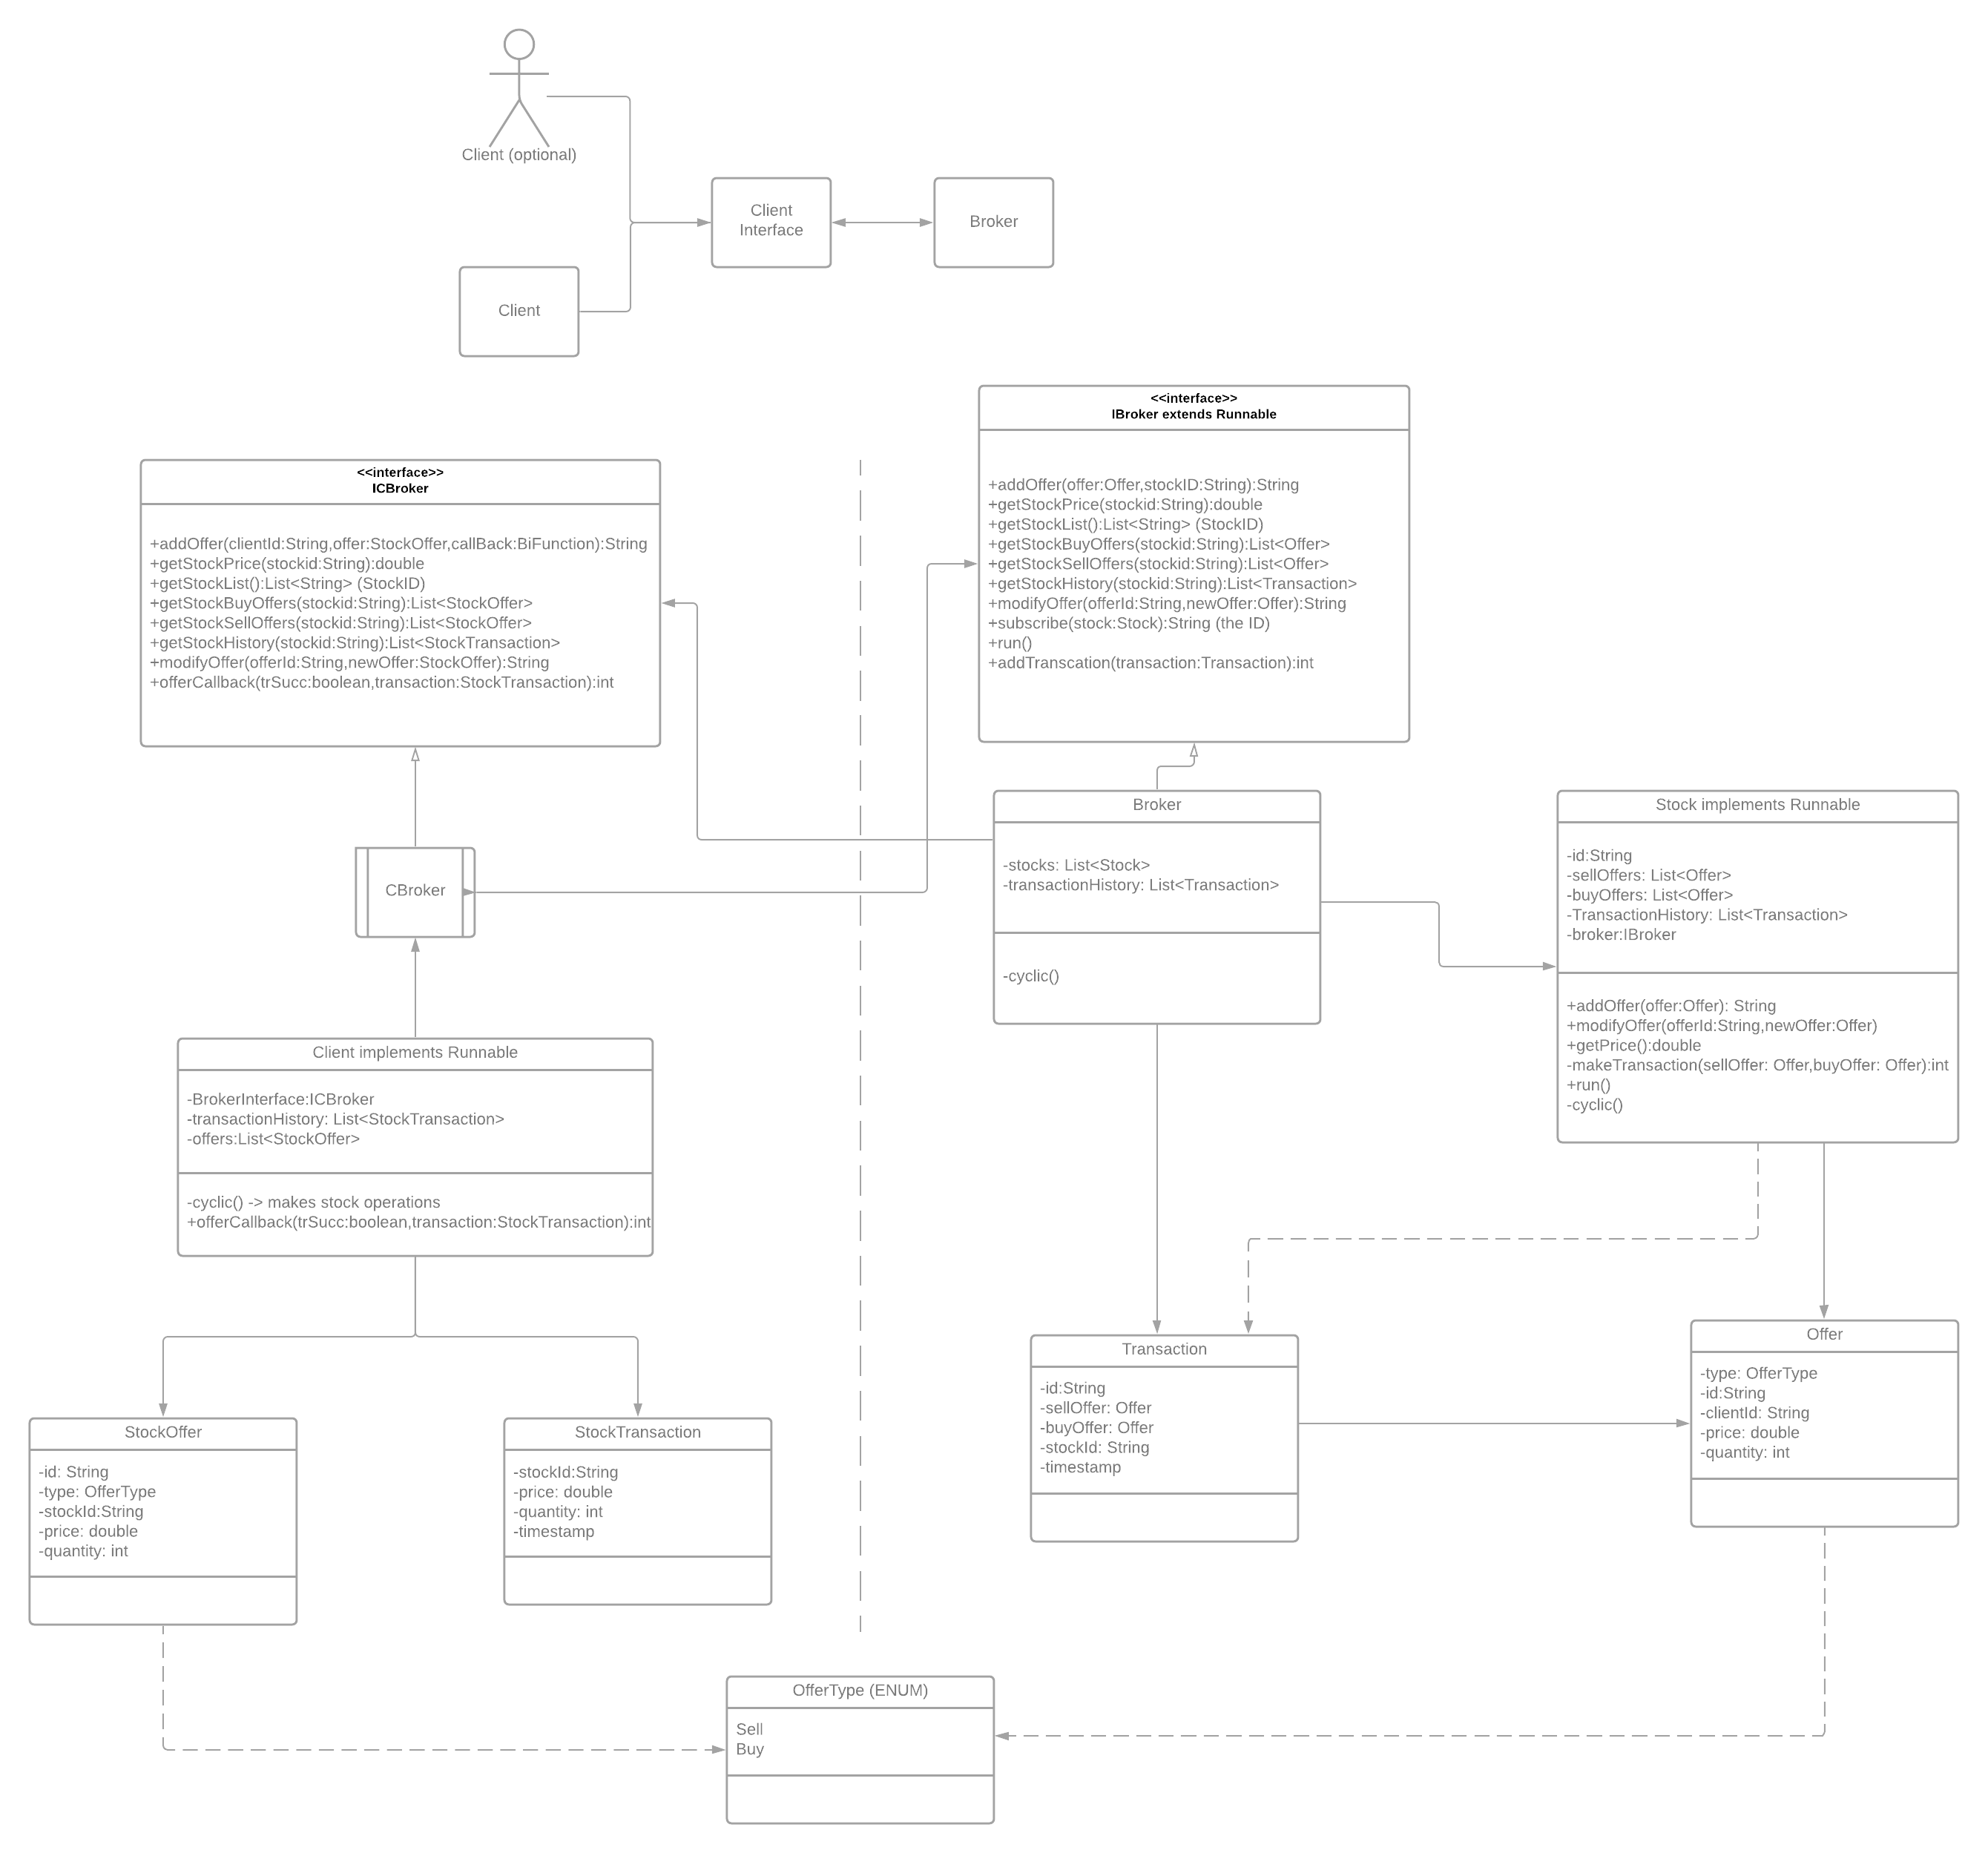 Client (optional)
Client
Interface
Broker
Client
<<interface>>
IBroker extends Runnable
+addOffer(offer:Offer,stockID:String):String
+getStockPrice(stockid:String):double
+getStockList():List<String> (StockID)
+getStockBuyOffers(stockid:String):List<Offer>
+getStockSellOffers(stockid:String):List<Offer>
+getStockHistory(stockid:String):List<Transaction>
+modifyOffer(offerId:String,newOffer:Offer):String
+subscribe(stock:Stock):String (the ID)
+run()
+addTranscation(transaction:Transaction):int
<<interface>>
ICBroker
+addOffer(clientId:String,offer:StockOffer,callBack:BiFunction):String
+getStockPrice(stockid:String):double
+getStockList():List<String> (StockID)
+getStockBuyOffers(stockid:String):List<StockOffer>
+getStockSellOffers(stockid:String):List<StockOffer>
+getStockHistory(stockid:String):List<StockTransaction>
+modifyOffer(offerId:String,newOffer:StockOffer):String
+offerCallback(trSucc:boolean,transaction:StockTransaction):int
Broker
-stocks: List<Stock>
-transactionHistory: List<Transaction>
-cyclic()
Stock implements Runnable
-id:String
-sellOffers: List<Offer>
-buyOffers: List<Offer>
-TransactionHistory: List<Transaction>
-broker:IBroker
+addOffer(offer:Offer): String
+modifyOffer(offerId:String,newOffer:Offer)
+getPrice():double
-makeTransaction(sellOffer: Offer,buyOffer: Offer):int
+run()
-cyclic()
CBroker
Client implements Runnable
-BrokerInterface:ICBroker
-transactionHistory: List<StockTransaction>
-offers:List<StockOffer>
-cyclic() -> makes stock operations
+offerCallback(trSucc:boolean,transaction:StockTransaction):int
Transaction
-id:String
-sellOffer: Offer
-buyOffer: Offer
-stockId: String
-timestamp
Offer
-type: OfferType
-id:String
-clientId: String
-price: double
-quantity: int
StockOffer
-id: String
-type: OfferType
-stockId:String
-price: double
-quantity: int
StockTransaction
-stockId:String
-price: double
-quantity: int
-timestamp
OfferType (ENUM)
Sell
Buy